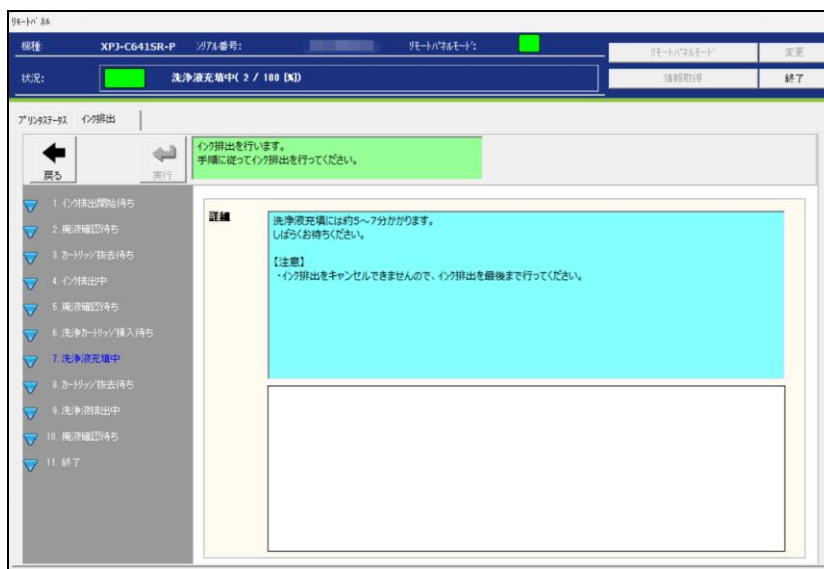 リモートパネル
機種:
XPJ-C641SR-P
シリアル番号:
リモートパネルモード:
リモートパネルモード
変更
状況:
洗浄液充填中( 2 / 100 [%])
情報取得
終了
プリンタステータス
インク排出
戻る
実行
インク排出を行います。
手順に従ってインク排出を行ってください。
1. インク排出開始待ち
2. 廃液確認待ち
3. カートリッジ抜去待ち
4. インク排出中
5. 廃液確認待ち
6. 洗浄カートリッジ挿入待ち
7. 洗浄液充填中
8. カートリッジ抜去待ち
9. 洗浄液排出中
10. 廃液確認待ち
11. 終了
詳細
洗浄液充填には約5～7分かかります。
しばらくお待ちください。
【注意】
・インク排出をキャンセルできませんので、インク排出を最後まで行ってください。